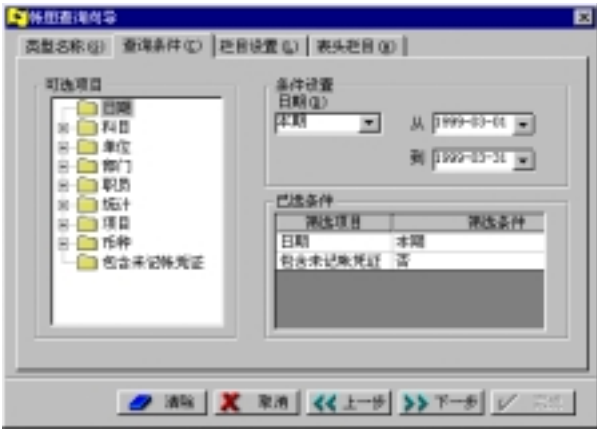 帐图查询向导
类型名称(N) 查询条件(C) 栏目设置(L) 表头栏目(H)
可选项目
日期
科目
单位
部门
职员
统计
项目
币种
包含未记帐凭证
条件设置
日期(D)
本期
从 1999-03-01
到 1999-03-31
已选条件
筛选项目 筛选条件
日期 本期
包含未记账凭证 否
清除 取消 上一步 下一步 完成